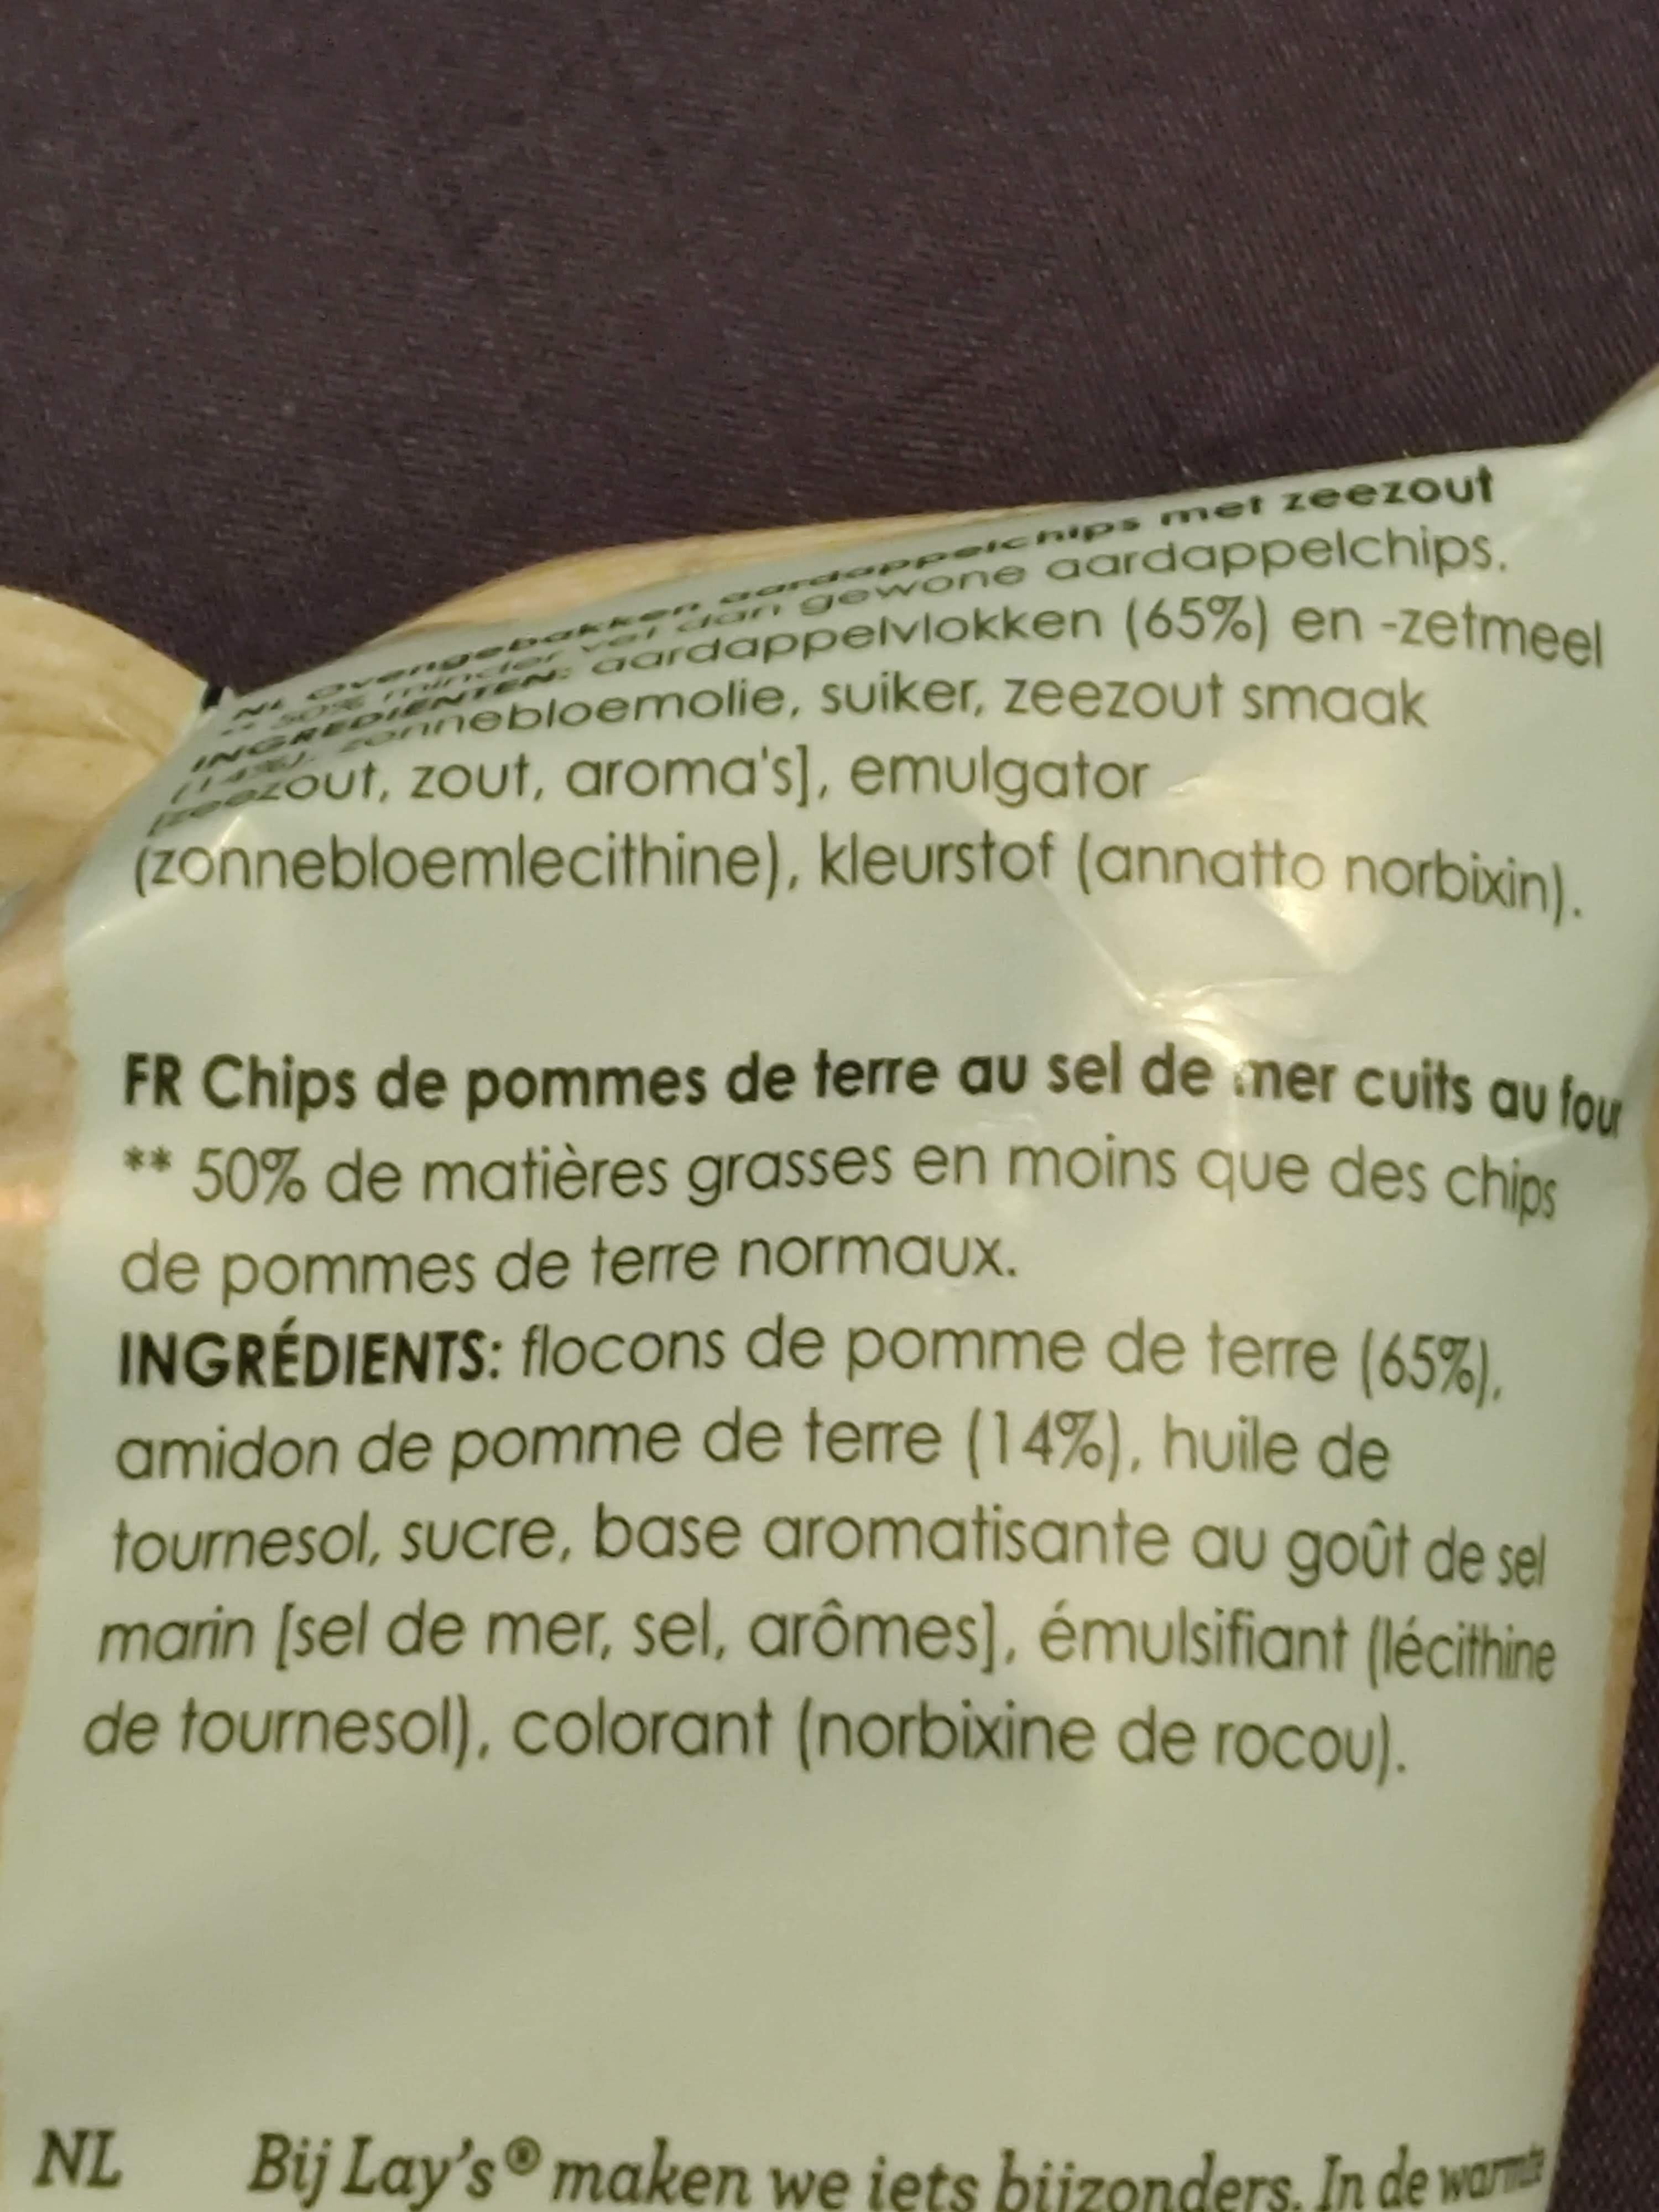 NL Ovengebakken aardappelchips met zeezout
** 50% minder vet dan gewone aardappelchips.
INGREDIËNTEN: aardappelvlokken (65%) en -zetmeel
(14%), zonnebloemolie, suiker, zeezout smaak
[zeezout, zout, aroma's], emulgator
(zonnebloemlecithine), kleurstof (annatto norbixin).
FR Chips de pommes de terre au sel de mer cuits au four
** 50% de matières grasses en moins que des chips
de pommes de terre normaux.
INGRÉDIENTS: flocons de pomme de terre (65%),
amidon de pomme de terre (14%), huile de
tournesol, sucre, base aromatisante au goût de sel
marin [sel de mer, sel, arômes], émulsifiant (lécithine
de tournesol), colorant (norbixine de rocou).
NL Bij Lay's® maken we iets bijzonders. In de warmte